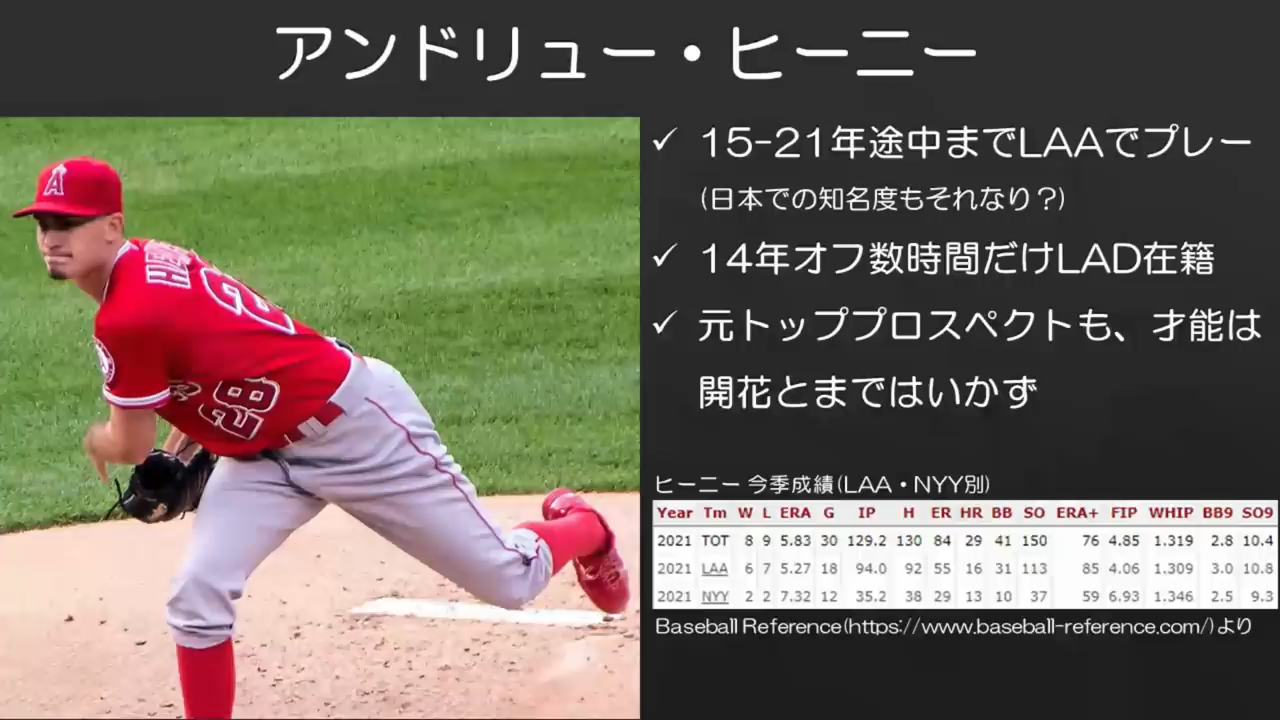 アンドリュー・ヒーニー
✓ 15-21年途中までLAAでプレー
(日本での知名度もそれなり？)
✓ 14年オフ数時間だけLAD在籍
✓ 元トッププロスペクトも、才能は
開花とまではいかず
A
HE
28
ヒーニー 今季成績(LAA・NYY別)
Year Tm W L ERA G IP H ER HR BB SO ERA+ FIP WHIP BB9 SO9
2021 TOT 8 9 5.83 30 129.2 130 84 29 41 150 76 4.85 1.319 2.8 10.4
2021 LAA 6 7 5.27 18 94.0 92 55 16 31 113 85 4.06 1.309 3.0 10.8
2021 NYY 2 2 7.32 12 35.2 38 29 13 10 37 59 6.93 1.346 2.5 9.3
Baseball Reference(https://www.baseball-reference.com/)より